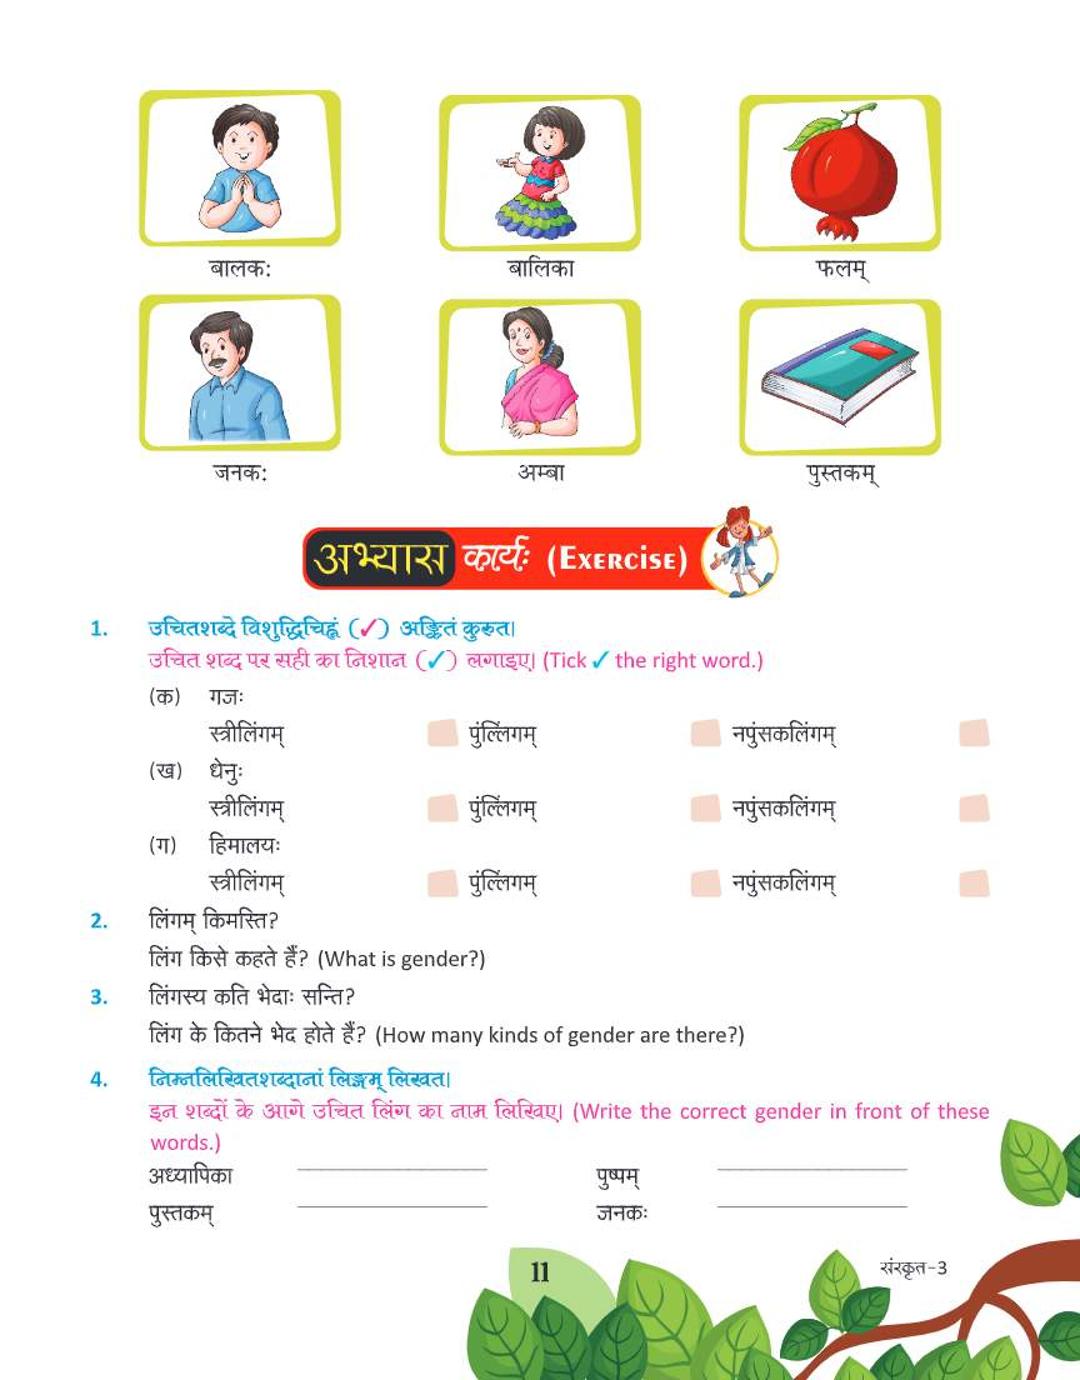 बालक: बालिका फलम्
जनक: अम्बा पुस्तकम्
अभ्यास कार्यः (Exercise)
1. उचितशब्दे विशुद्धिचिह्नं (✓) अङ्कितं कुरुत।
उचित शब्द पर सही का निशान (✓) लगाइए। (Tick ✓ the right word.)
(क) गजः
स्त्रीलिंगम् पुंल्लिंगम् नपुंसकलिंगम्
(ख) धेनुः
स्त्रीलिंगम् पुंल्लिंगम् नपुंसकलिंगम्
(ग) हिमालयः
स्त्रीलिंगम् पुंल्लिंगम् नपुंसकलिंगम्
2. लिंगम् किमस्ति?
लिंग किसे कहते हैं? (What is gender?)
3. लिंगस्य कति भेदाः सन्ति?
लिंग के कितने भेद होते हैं? (How many kinds of gender are there?)
4. निम्नलिखितशब्दानां लिङ्गम् लिखत।
इन शब्दों के आगे उचित लिंग का नाम लिखिए। (Write the correct gender in front of these
words.)
अध्यापिका पुष्पम्
पुस्तकम् जनकः
11 संस्कृत-3